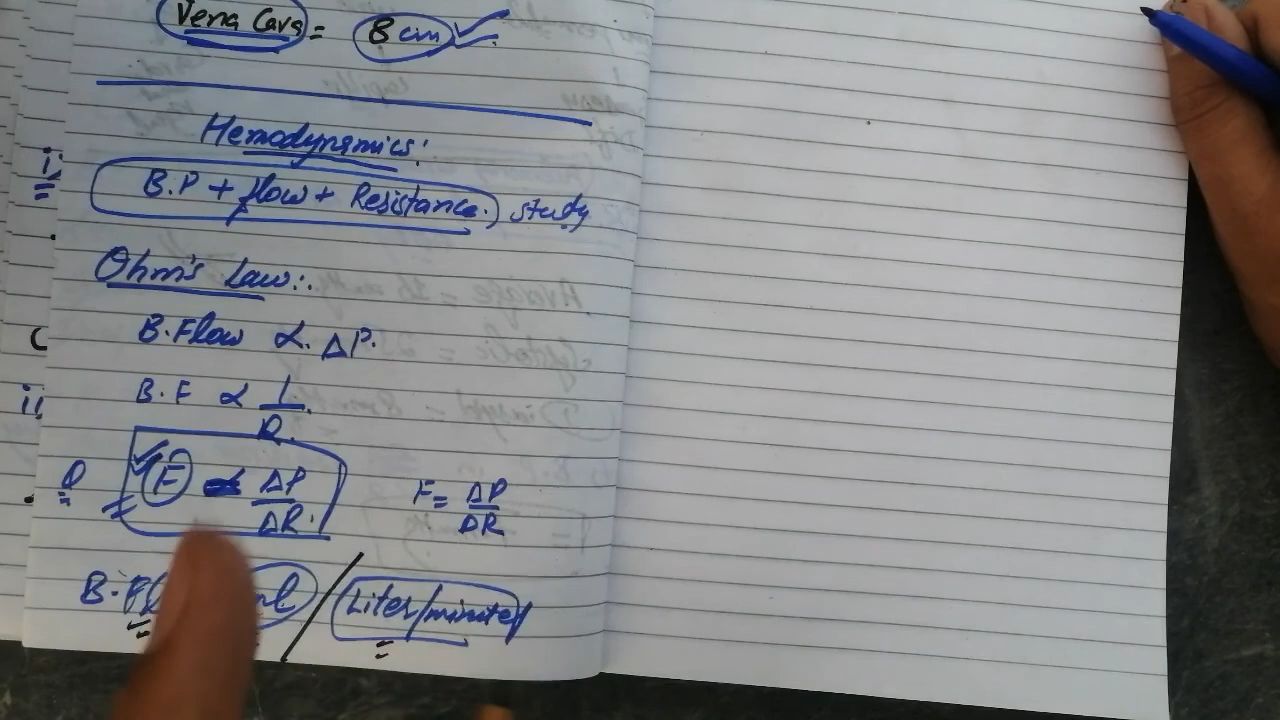 Vena Cava = 8 cm
Hemodynamics:
i,
B.P + flow + Resistance. study
Ohm's Law:.
B.Flow ∝. ΔP.
ii
B.F ∝ 1/R.
Q F ∝ ΔP/ΔR. F = ΔP/ΔR
/ Liter/minute